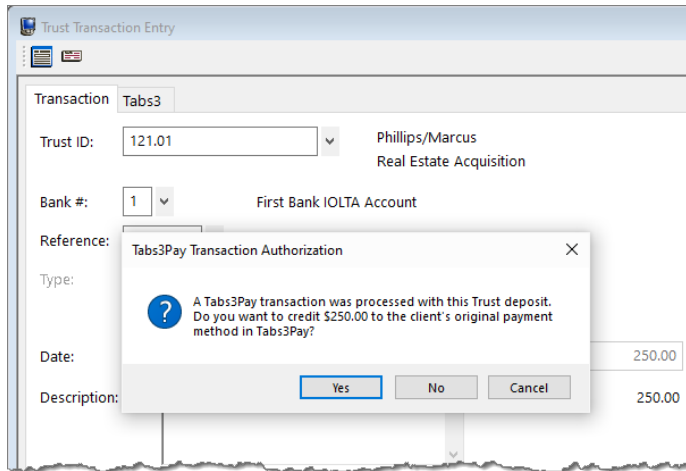 Trust Transaction Entry
Transaction Tabs3
Trust ID: 121.01 Phillips/Marcus
Real Estate Acquisition
Bank #: 1 First Bank IOLTA Account
Reference:
Tabs3Pay Transaction Authorization
Type:
A Tabs3Pay transaction was processed with this Trust deposit.
Do you want to credit $250.00 to the client's original payment
method in Tabs3Pay?
Date: 250.00
Yes No Cancel
Description: 250.00